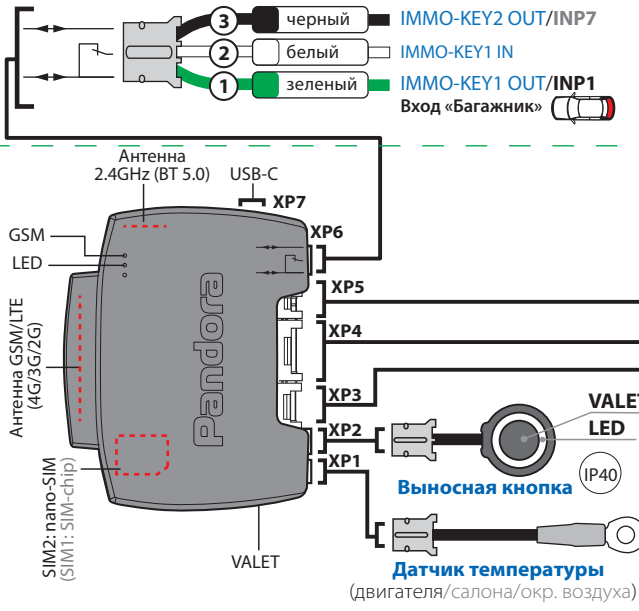 3 черный IMMO-KEY2 OUT/INP7
2 белый IMMO-KEY1 IN
1 зеленый IMMO-KEY1 OUT/INP1
Вход «Багажник»
Антенна
2.4GHz (BT 5.0)
USB-C
XP7
XP6
GSM
LED
XP5
XP4
XP3
XP2
XP1
pandora
Антенна GSM/LTE
(4G/3G/2G)
SIM2: nano-SIM
(SIM1: SIM-chip)
VALET
VALET
LED
IP40
Выносная кнопка
Датчик температуры
(двигателя/салона/окр. воздуха)